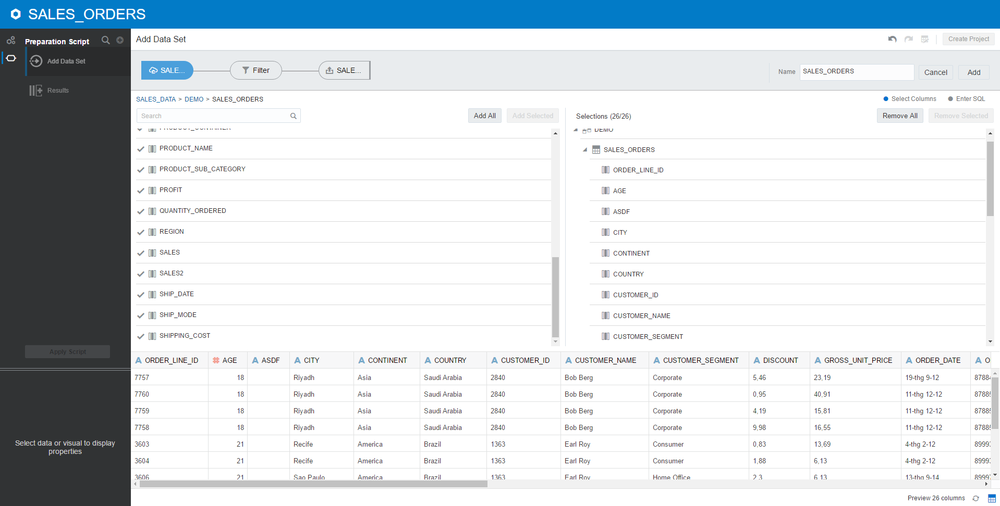 SALES_ORDERS
Preparation Script
Add Data Set
Results
Apply Script
Select data or visual to display
properties
Add Data Set
Create Project
SALE...
Filter
SALE...
Name
SALES_ORDERS
Cancel
Add
SALES_DATA > DEMO > SALES_ORDERS
Select Columns
Enter SQL
Search
Add All
Add Selected
PRODUCT_CONTAINER
PRODUCT_NAME
PRODUCT_SUB_CATEGORY
PROFIT
QUANTITY_ORDERED
REGION
SALES
SALES2
SHIP_DATE
SHIP_MODE
SHIPPING_COST
Selections (26/26)
Remove All
Remove Selected
DEMO
SALES_ORDERS
ORDER_LINE_ID
AGE
ASDF
CITY
CONTINENT
COUNTRY
CUSTOMER_ID
CUSTOMER_NAME
CUSTOMER_SEGMENT
A ORDER_LINE_ID # AGE A ASDF A CITY A CONTINENT A COUNTRY A CUSTOMER_ID A CUSTOMER_NAME A CUSTOMER_SEGMENT A DISCOUNT A GROSS_UNIT_PRICE A ORDER_DATE A O
7757 18 Riyadh Asia Saudi Arabia 2840 Bob Berg Corporate 5,46 23,19 19-thg 9-12 87884
7760 18 Riyadh Asia Saudi Arabia 2840 Bob Berg Corporate 0,95 40,91 11-thg 12-12 87885
7759 18 Riyadh Asia Saudi Arabia 2840 Bob Berg Corporate 4,19 15,81 11-thg 12-12 87885
7758 18 Riyadh Asia Saudi Arabia 2840 Bob Berg Corporate 9,98 16,55 11-thg 12-12 87885
3603 21 Recife America Brazil 1363 Earl Roy Consumer 0,83 13,69 4-thg 2-12 89993
3604 21 Recife America Brazil 1363 Earl Roy Consumer 1,88 6,13 4-thg 2-12 89993
3606 21 Sao Paulo America Brazil 1363 Earl Roy Home Office 2,3 6,13 13-thg 9-14 89997
Preview 26 columns